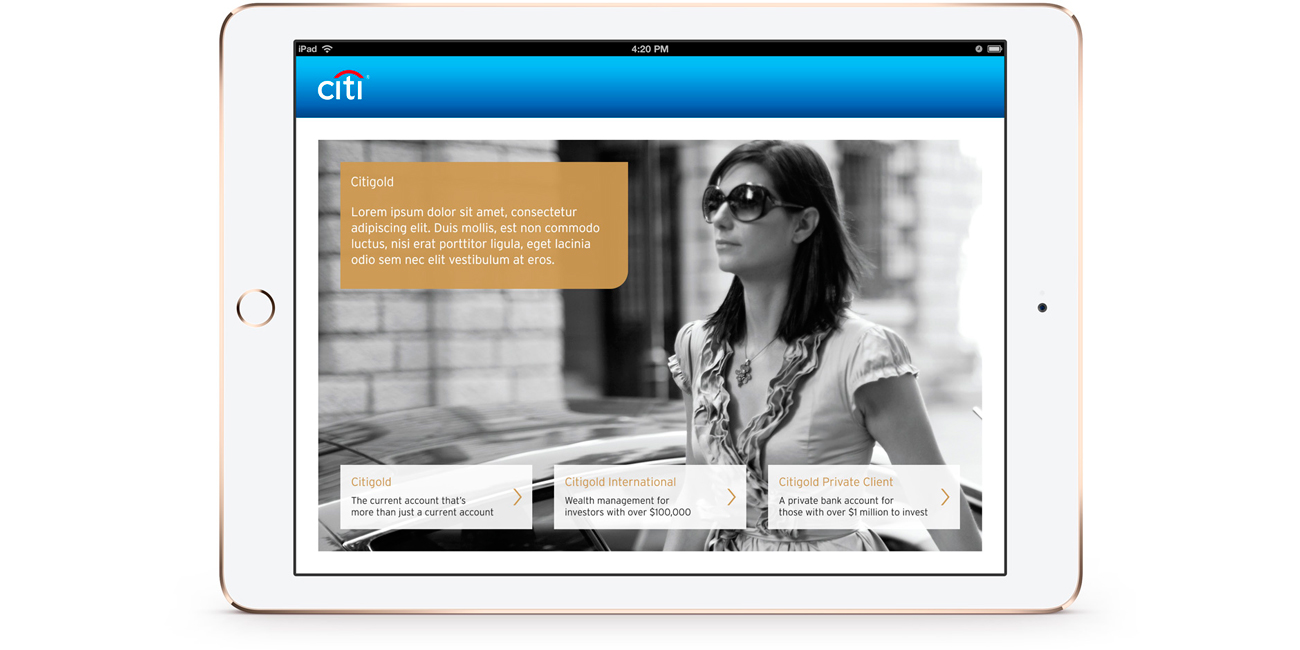 iPad
4:20 PM
citi
Citigold
Lorem ipsum dolor sit amet, consectetur
adipiscing elit. Duis mollis, est non commodo
luctus, nisi erat porttitor ligula, eget lacinia
odio sem nec elit vestibulum at eros.
Citigold
The current account that's
more than just a current account
Citigold International
Wealth management for
investors with over $100,000
Citigold Private Client
A private bank account for
those with over $1 million to invest